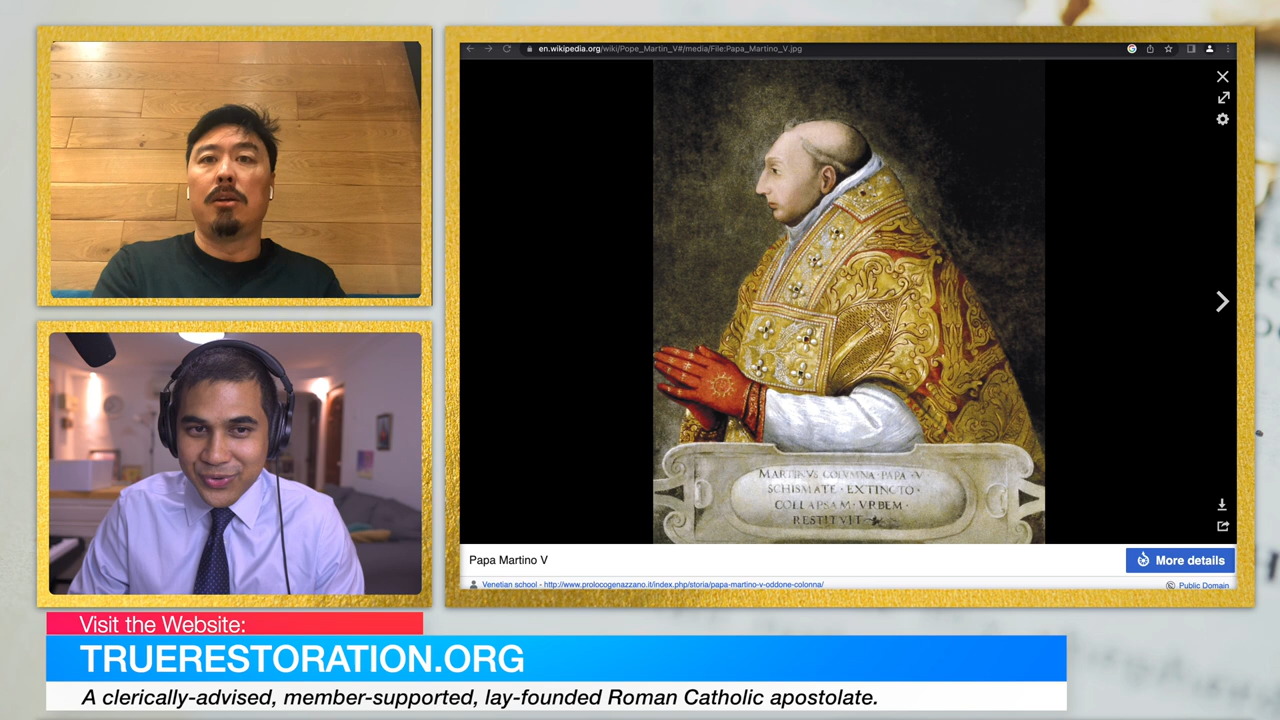 en.wikipedia.org/wiki/Pope_Martin_V#/media/File:Papa_Martino_V.jpg
MARTINVS COLVMNA · PAPA · V
SCHISMATE · EXTINCTO ·
COLLAPSAM · VRBEM ·
RESTITVIT
Papa Martino V
More details
Venetian school - http://www.prolocogenazzano.it/index.php/storia/papa-martino-v-oddone-colonna/
Public Domain
Visit the Website:
TRUERESTORATION.ORG
A clerically-advised, member-supported, lay-founded Roman Catholic apostolate.